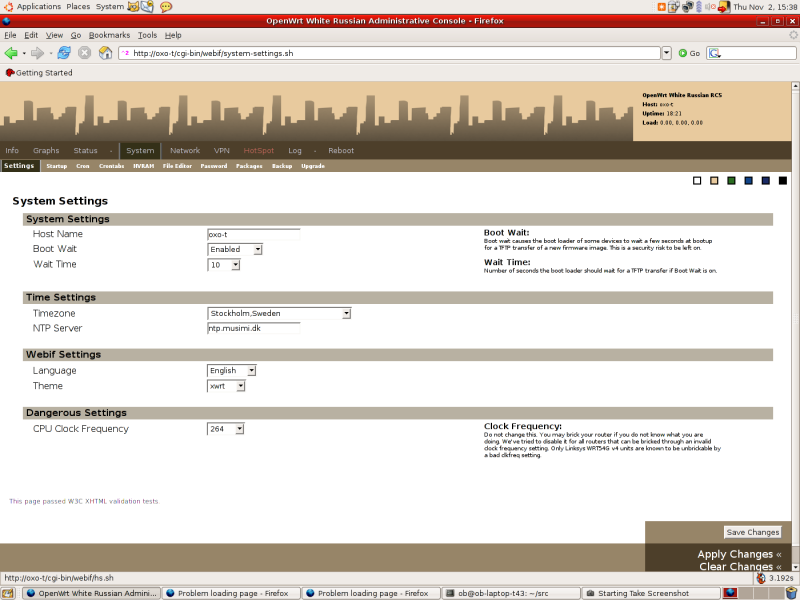 Applications Places System Thu Nov 2, 15:38
OpenWrt White Russian Administrative Console - Firefox
File Edit View Go Bookmarks Tools Help
http://oxo-t/cgi-bin/webif/system-settings.sh Go
Getting Started
OpenWrt White Russian RC5
Host: oxo-t
Uptime: 18:21
Load: 0.00, 0.00, 0.00
Info Graphs Status - System Network VPN HotSpot Log - Reboot
Settings Startup Cron Crontabs NVRAM File Editor Password Packages Backup Upgrade
System Settings
System Settings
Host Name oxo-t
Boot Wait Enabled
Wait Time 10
Boot Wait:
Boot wait causes the boot loader of some devices to wait a few seconds at bootup
for a TFTP transfer of a new firmware image. This is a security risk to be left on.
Wait Time:
Number of seconds the boot loader should wait for a TFTP transfer if Boot Wait is on.
Time Settings
Timezone Stockholm,Sweden
NTP Server ntp.musimi.dk
Webif Settings
Language English
Theme xwrt
Dangerous Settings
CPU Clock Frequency 264
Clock Frequency:
Do not change this. You may brick your router if you do not know what you are
doing. We've tried to disable it for all routers that can be bricked through an invalid
clock frequency setting. Only Linksys WRT54G v4 units are known to be unbrickable by
a bad clkfreq setting.
This page passed W3C XHTML validation tests.
Save Changes
Apply Changes «
Clear Changes «
http://oxo-t/cgi-bin/webif/hs.sh 3.192s
OpenWrt White Russian Admini... Problem loading page - Firefox Problem loading page - Firefox ob@ob-laptop-t43: ~/src Starting Take Screenshot